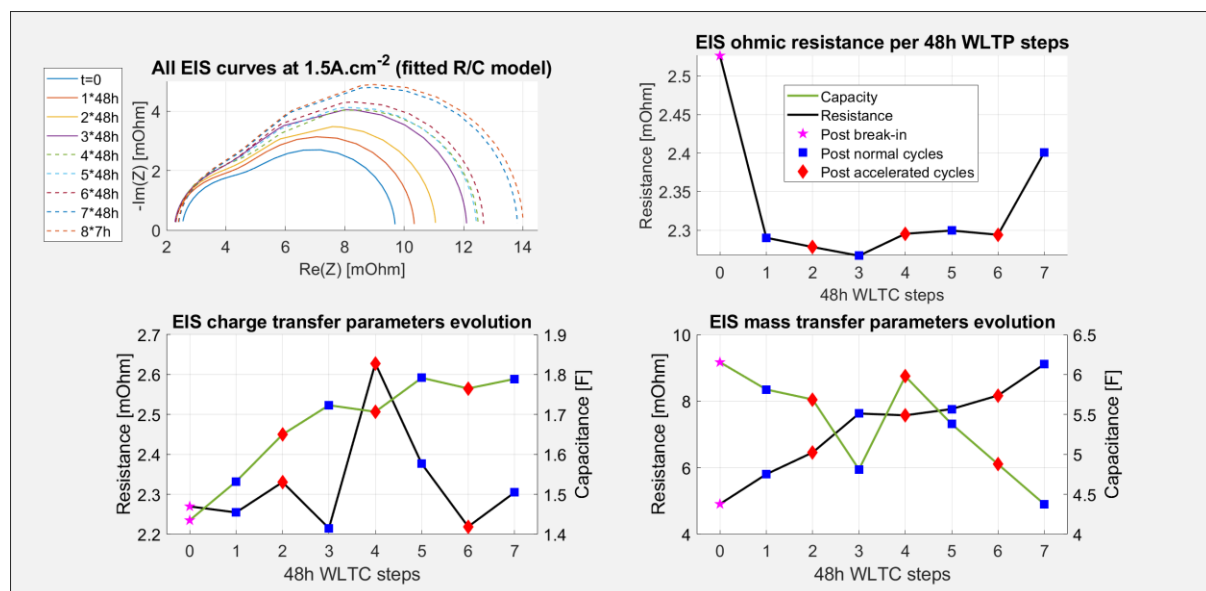 All EIS curves at 1.5A.cm-2 (fitted R/C model)
t=0
1*48h
2*48h
3*48h
4*48h
5*48h
6*48h
7*48h
8*7h
-Im(Z) [mOhm]
4
2
0
2 4 6 8 10 12 14
Re(Z) [mOhm]
EIS ohmic resistance per 48h WLTP steps
Resistance [mOhm]
2.5
2.45
2.4
2.35
2.3
Capacity
Resistance
Post break-in
Post normal cycles
Post accelerated cycles
0 1 2 3 4 5 6 7
48h WLTC steps
EIS charge transfer parameters evolution
Resistance [mOhm]
2.7
2.6
2.5
2.4
2.3
2.2
1.9
1.8
1.7
1.6
1.5
1.4
Capacitance [F]
0 1 2 3 4 5 6 7
48h WLTC steps
EIS mass transfer parameters evolution
Resistance [mOhm]
10
8
6
4
6.5
6
5.5
5
4.5
4
Capacitance [F]
0 1 2 3 4 5 6 7
48h WLTC steps